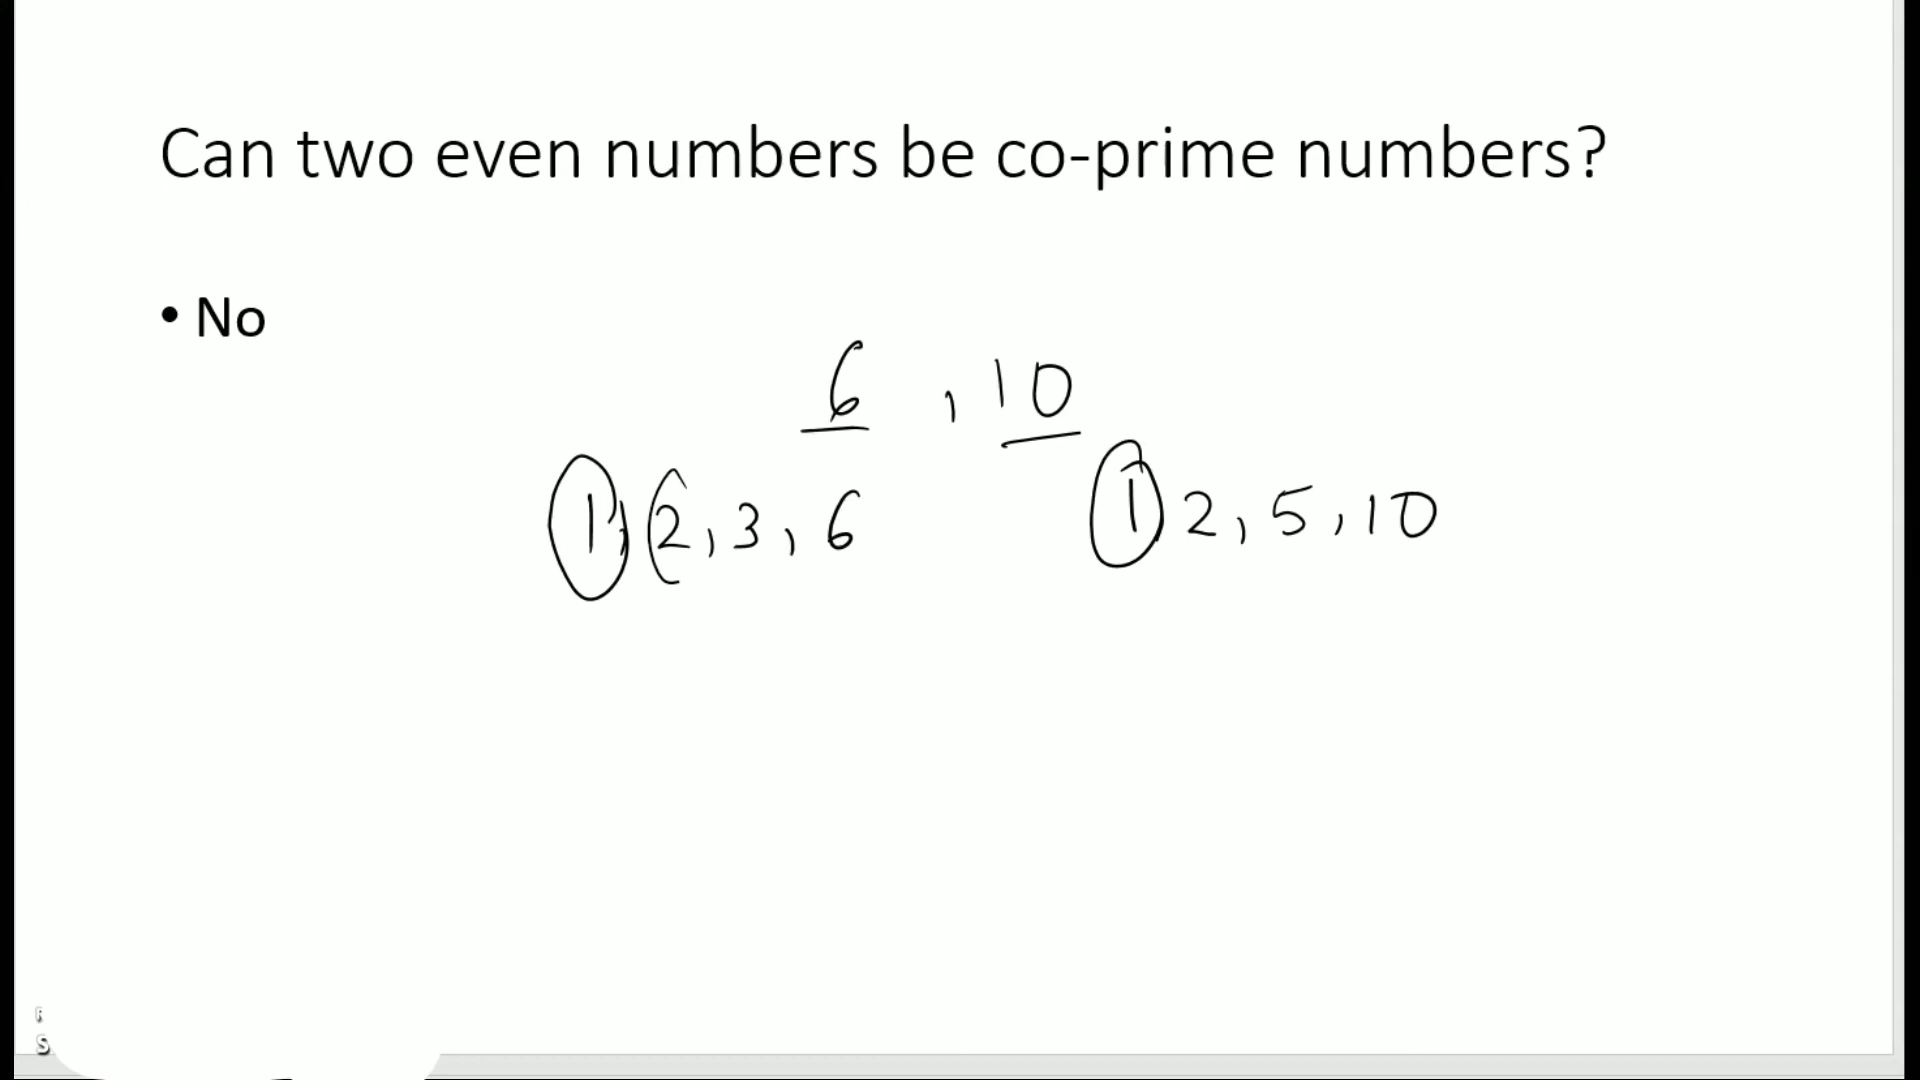 Can two even numbers be co-prime numbers?
• No
6 , 10
1, 2, 3, 6
1, 2, 5, 10